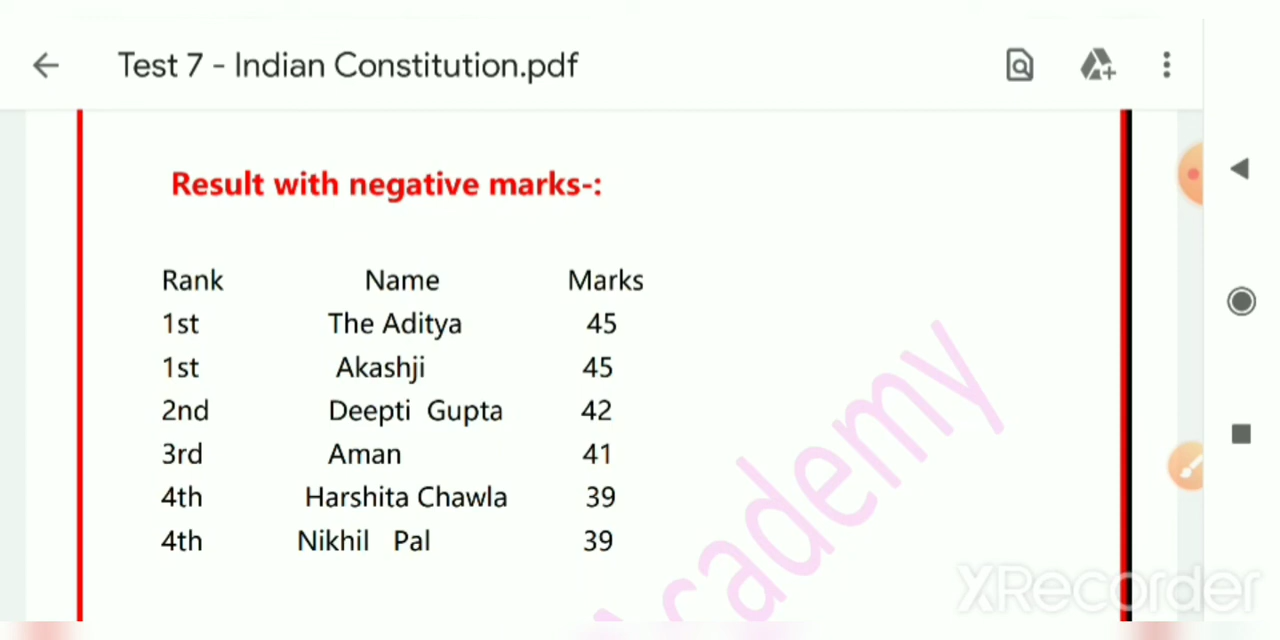 Test 7 - Indian Constitution.pdf
Result with negative marks-:
Rank Name Marks
1st The Aditya 45
1st Akashji 45
2nd Deepti Gupta 42
3rd Aman 41
4th Harshita Chawla 39
4th Nikhil Pal 39
Academy
XRecorder